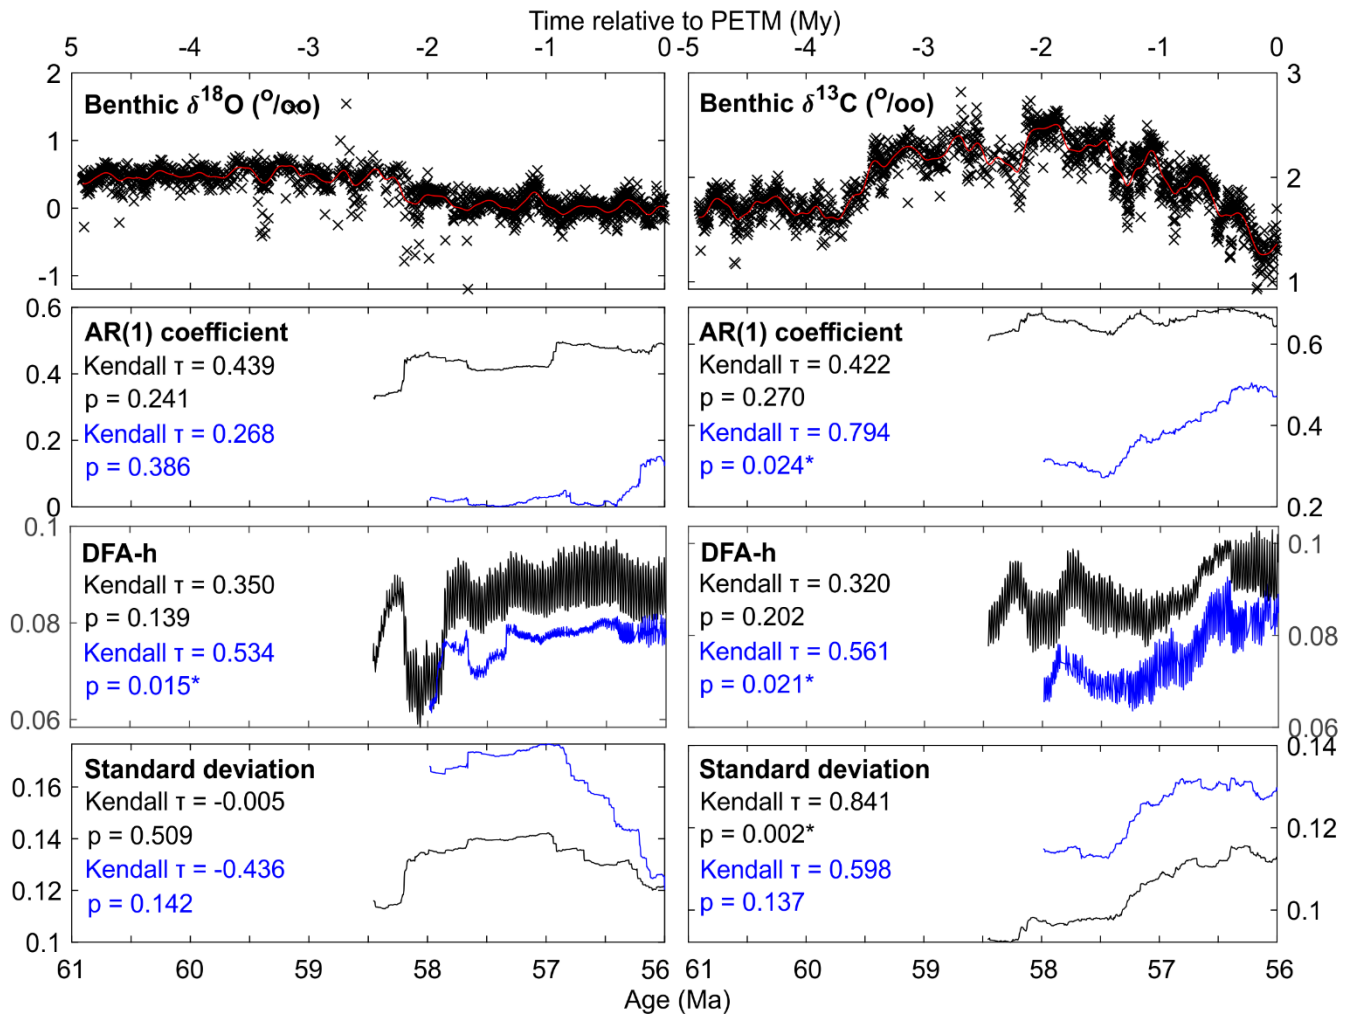 Time relative to PETM (My)
5 -4 -3 -2 -1 0 -5 -4 -3 -2 -1 0
Benthic δ18O (o/oo)
2
1
0
-1
Benthic δ13C (o/oo)
3
2
1
AR(1) coefficient
Kendall τ = 0.439
p = 0.241
Kendall τ = 0.268
p = 0.386
0.6
0.4
0.2
0
AR(1) coefficient
Kendall τ = 0.422
p = 0.270
Kendall τ = 0.794
p = 0.024*
0.6
0.4
0.2
DFA-h
Kendall τ = 0.350
p = 0.139
Kendall τ = 0.534
p = 0.015*
0.1
0.08
0.06
DFA-h
Kendall τ = 0.320
p = 0.202
Kendall τ = 0.561
p = 0.021*
0.1
0.08
0.06
Standard deviation
Kendall τ = -0.005
p = 0.509
Kendall τ = -0.436
p = 0.142
0.16
0.14
0.12
0.1
Standard deviation
Kendall τ = 0.841
p = 0.002*
Kendall τ = 0.598
p = 0.137
0.14
0.12
0.1
61 60 59 58 57 56 61 60 59 58 57 56
Age (Ma)